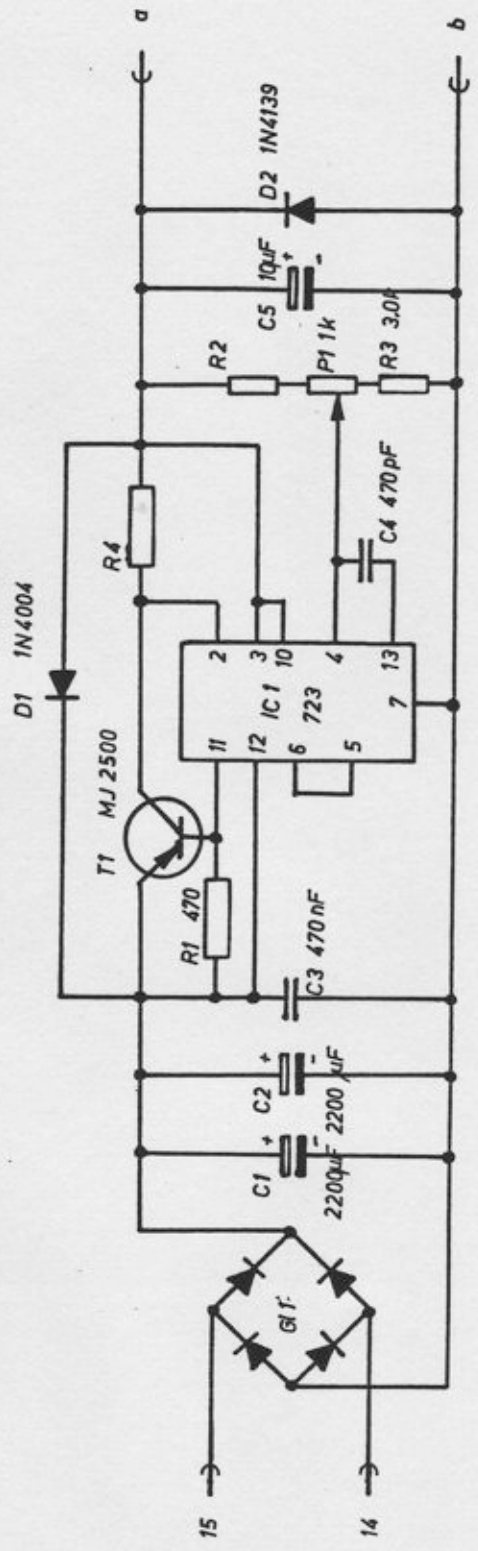 15
14
Gl 1
C1
2200µF
+
-
C2
2200µF
+
-
C3 470nF
R1 470
T1
MJ 2500
D1 1N4004
IC1
723
11
12
6
5
2
3
10
4
13
7
R4
C4 470pF
R2
P1 1k
R3
C5 10µF
+
-
D2 1N4139
a
b